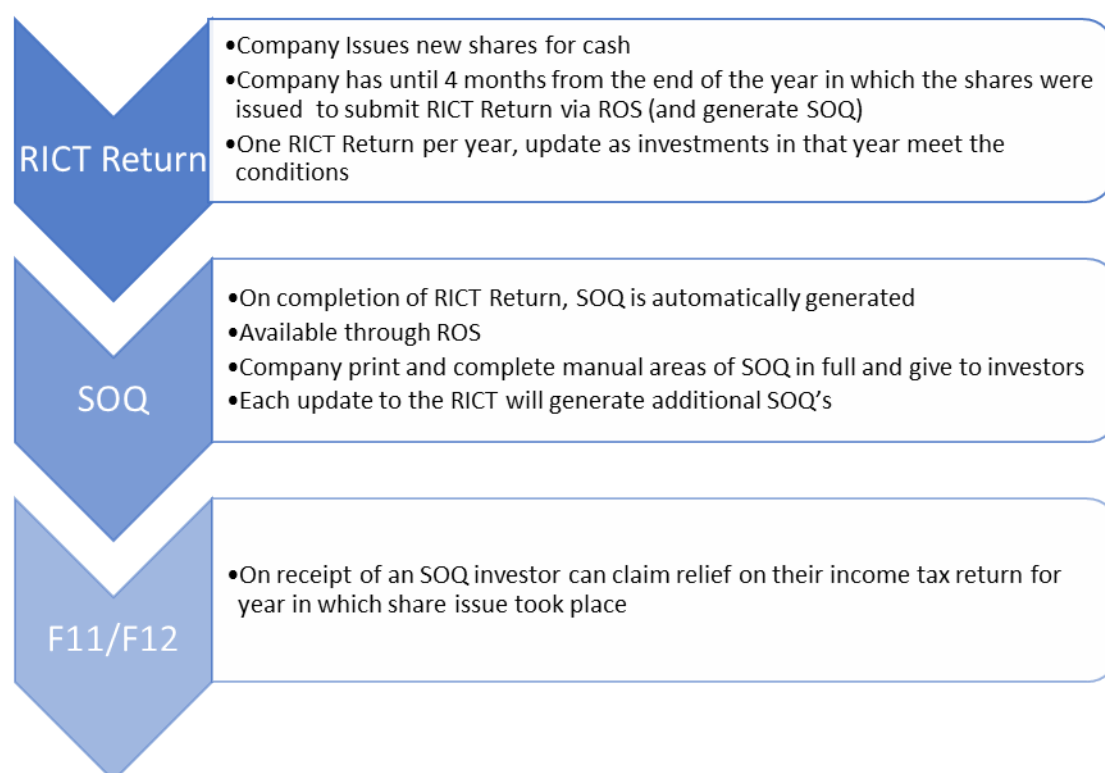 RICT Return
•Company Issues new shares for cash
•Company has until 4 months from the end of the year in which the shares were
issued to submit RICT Return via ROS (and generate SOQ)
•One RICT Return per year, update as investments in that year meet the
conditions
SOQ
•On completion of RICT Return, SOQ is automatically generated
•Available through ROS
•Company print and complete manual areas of SOQ in full and give to investors
•Each update to the RICT will generate additional SOQ’s
F11/F12
•On receipt of an SOQ investor can claim relief on their income tax return for
year in which share issue took place